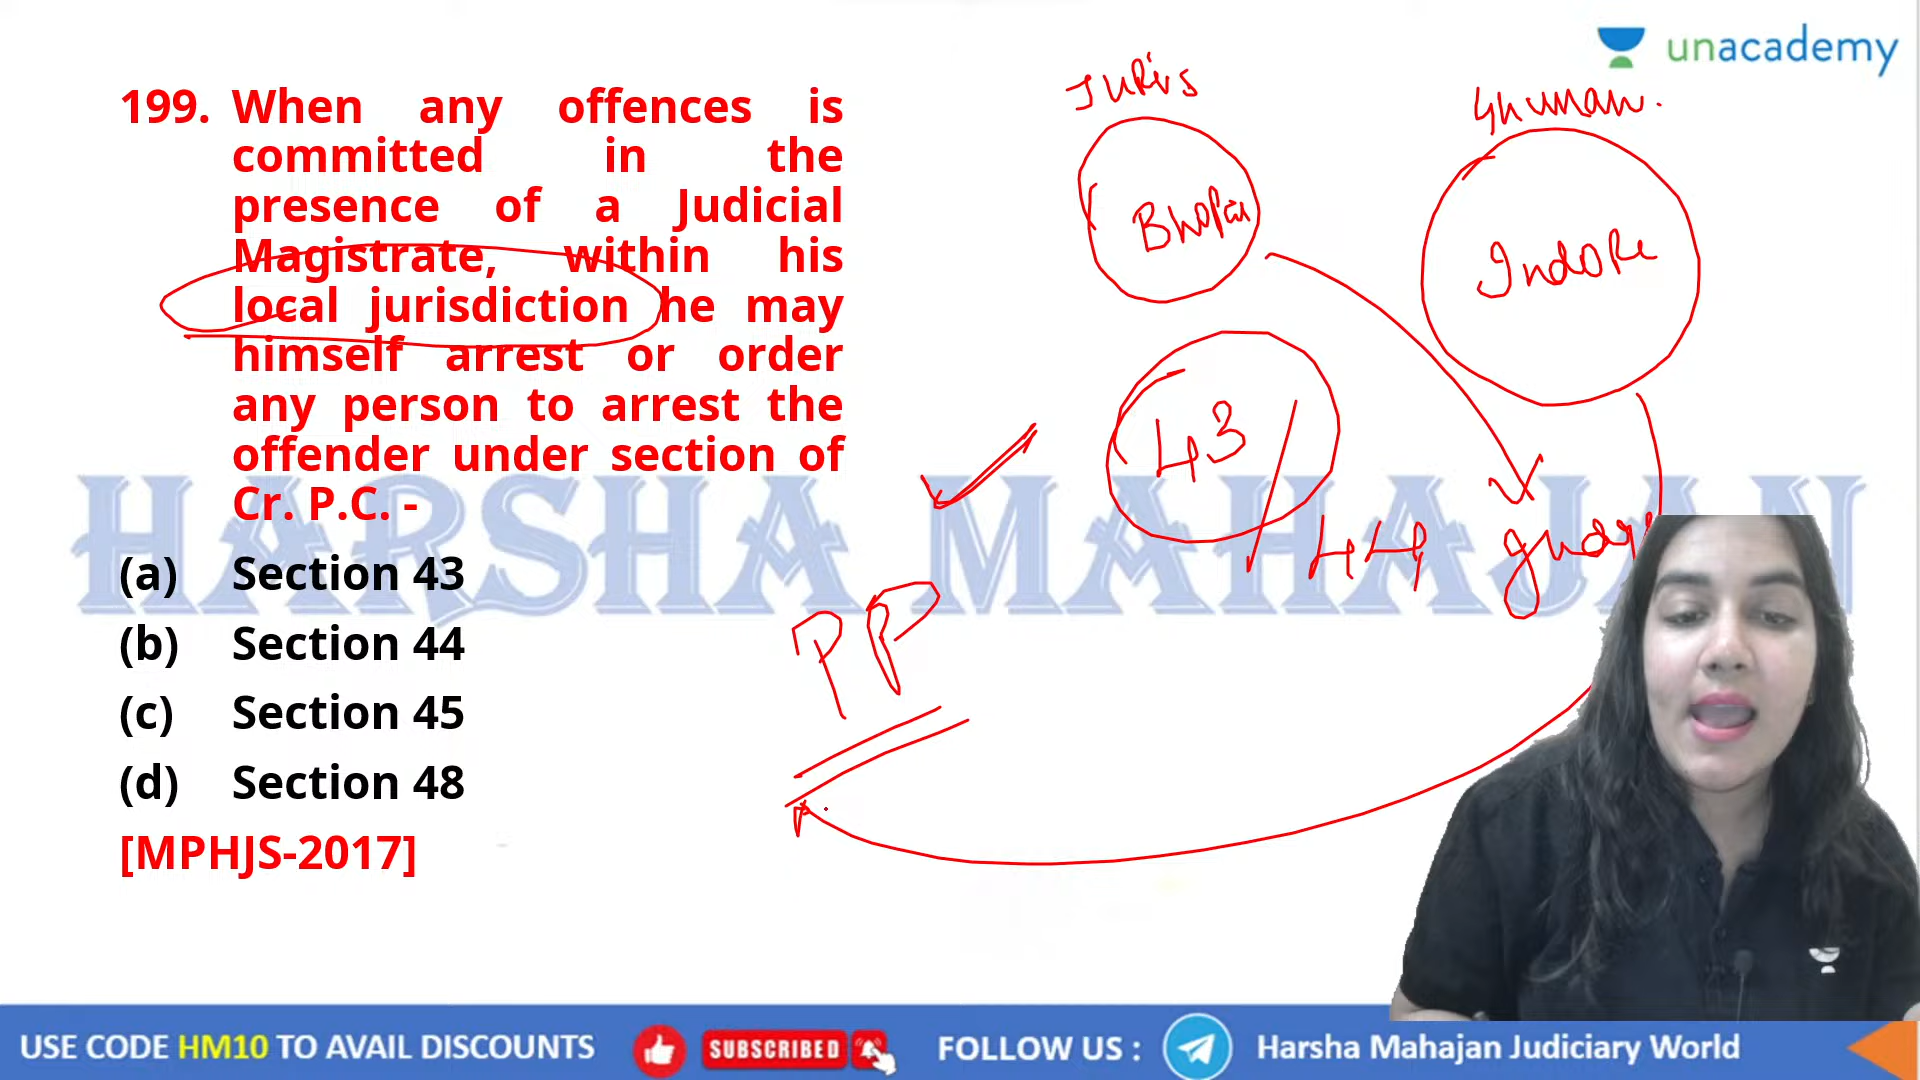 unacademy
199. When any offences is
committed in the
presence of a Judicial
Magistrate, within his
local jurisdiction he may
himself arrest or order
any person to arrest the
offender under section of
Cr. P.C. -
(a) Section 43
(b) Section 44
(c) Section 45
(d) Section 48
[MPHJS-2017]
Juris
Bhopal
Indore
43
44
PP
HARSHA MAHAJAN
USE CODE HM10 TO AVAIL DISCOUNTS
SUBSCRIBED
FOLLOW US :
Harsha Mahajan Judiciary World